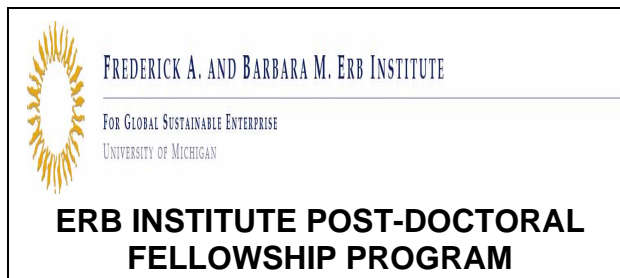 FREDERICK A. AND BARBARA M. ERB INSTITUTE
FOR GLOBAL SUSTAINABLE ENTERPRISE
UNIVERSITY OF MICHIGAN
ERB INSTITUTE POST-DOCTORAL
FELLOWSHIP PROGRAM